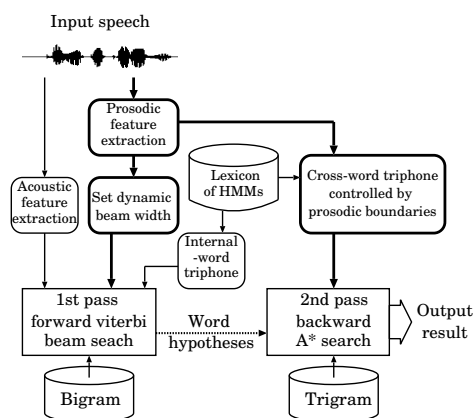 Input speech
Prosodic
feature
extraction
Lexicon
of HMMs
Cross-word triphone
controlled by
prosodic boundaries
Acoustic
feature
extraction
Set dynamic
beam width
Internal
-word
triphone
1st pass
forward viterbi
beam seach
Word
hypotheses
2nd pass
backward
A* search
Output
result
Bigram
Trigram